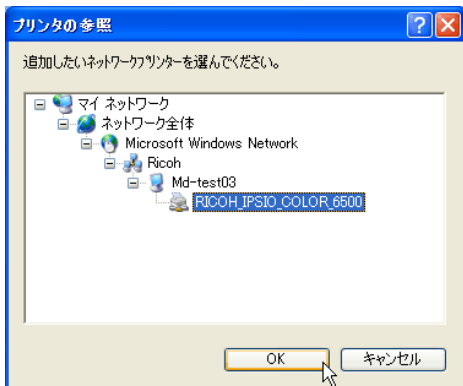 プリンタの参照
追加したいネットワークプリンターを選んでください。
マイ ネットワーク
ネットワーク全体
Microsoft Windows Network
Ricoh
Md-test03
RICOH_IPSIO_COLOR_6500
OK キャンセル